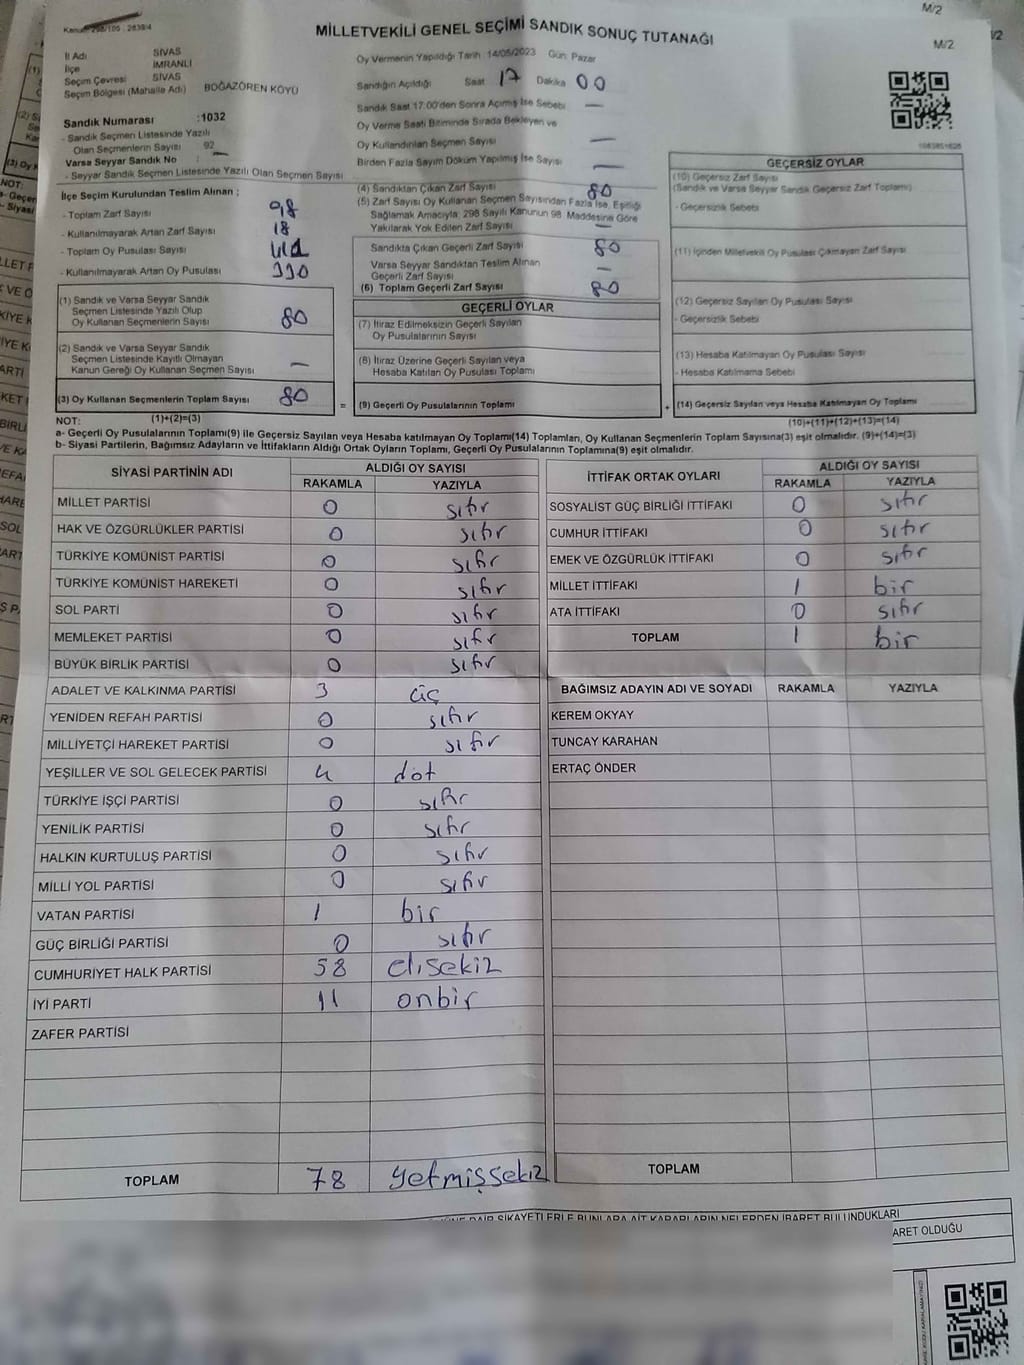 M/2
Kanun: 298/105 : 2839/4
MİLLETVEKİLİ GENEL SEÇİMİ SANDIK SONUÇ TUTANAĞI
M/2
İl Adı SİVAS
İlçe İMRANLI
Seçim Çevresi SİVAS
Seçim Bölgesi (Mahalle Adı) BOĞAZÖREN KÖYÜ
Sandık Numarası :1032
- Sandık Seçmen Listesinde Yazılı
Olan Seçmenlerin Sayısı 92
Varsa Seyyar Sandık No : —
- Seyyar Sandık Seçmen Listesinde Yazılı Olan Seçmen Sayısı
Oy Vermenin Yapıldığı Tarih 14/05/2023 Gün: Pazar
Sandığın Açıldığı Saat 17 Dakika 00
Sandık Saat 17:00'den Sonra Açımış İse Sebebi —
Oy Verme Saati Bitiminde Sırada Bekleyen ve
Oy Kullandırılan Seçmen Sayısı —
Birden Fazla Sayım Döküm Yapılmış İse Sayısı —
İlçe Seçim Kurulundan Teslim Alınan ;
- Toplam Zarf Sayısı 98
- Kullanılmayarak Artan Zarf Sayısı 18
- Toplam Oy Pusulası Sayısı
- Kullanılmayarak Artan Oy Pusulası 330
(1) Sandık ve Varsa Seyyar Sandık
Seçmen Listesinde Yazılı Olup
Oy Kullanan Seçmenlerin Sayısı 80
(2) Sandık ve Varsa Seyyar Sandık
Seçmen Listesinde Kayıtlı Olmayan
Kanun Gereği Oy Kullanan Seçmen Sayısı —
(3) Oy Kullanan Seçmenlerin Toplam Sayısı 80
(4) Sandıktan Çıkan Zarf Sayısı 80
(5) Zarf Sayısı Oy Kullanan Seçmen Sayısından Fazla İse, Eşitliği
Sağlamak Amacıyla; 298 Sayılı Kanunun 98 Maddesine Göre
Yakılarak Yok Edilen Zarf Sayısı —
Sandıkta Çıkan Geçerli Zarf Sayısı 80
Varsa Seyyar Sandıktan Teslim Alınan
Geçerli Zarf Sayısı —
(6) Toplam Geçerli Zarf Sayısı 80
GEÇERLİ OYLAR
(7) İtiraz Edilmeksizin Geçerli Sayılan
Oy Pusulalarının Sayısı
(8) İtiraz Üzerine Geçerli Sayılan veya
Hesaba Katılan Oy Pusulası Toplamı
= (9) Geçerli Oy Pusulalarının Toplamı
GEÇERSİZ OYLAR
(10) Geçersiz Zarf Sayısı
(Sandık ve Varsa Seyyar Sandık Geçersiz Zarf Toplamı)
- Geçersizlik Sebebi
(11) İçinden Milletvekili Oy Pusulası Çıkmayan Zarf Sayısı
(12) Geçersiz Sayılan Oy Pusulası Sayısı
- Geçersizlik Sebebi
(13) Hesaba Katılmayan Oy Pusulası Sayısı
- Hesaba Katılmama Sebebi
+ (14) Geçersiz Sayılan veya Hesaba Katılmayan Oy Toplamı
NOT: (1)+(2)=(3) (10)+(11)+(12)+(13)=(14)
a- Geçerli Oy Pusulalarının Toplamı(9) ile Geçersiz Sayılan veya Hesaba katılmayan Oy Toplamı(14) Toplamları, Oy Kullanan Seçmenlerin Toplam Sayısına(3) eşit olmalıdır. (9)+(14)=(3)
b- Siyasi Partilerin, Bağımsız Adayların ve İttifakların Aldığı Ortak Oyların Toplamı, Geçerli Oy Pusulalarının Toplamına(9) eşit olmalıdır.
SİYASİ PARTİNİN ADI ALDIĞI OY SAYISI
RAKAMLA YAZIYLA
MİLLET PARTİSİ 0 sıfır
HAK VE ÖZGÜRLÜKLER PARTİSİ 0 sıfır
TÜRKİYE KOMÜNİST PARTİSİ 0 sıfır
TÜRKİYE KOMÜNİST HAREKETİ 0 sıfır
SOL PARTİ 0 sıfır
MEMLEKET PARTİSİ 0 sıfır
BÜYÜK BİRLİK PARTİSİ 0 sıfır
ADALET VE KALKINMA PARTİSİ 3 üç
YENİDEN REFAH PARTİSİ 0 sıfır
MİLLİYETÇİ HAREKET PARTİSİ 0 sıfır
YEŞİLLER VE SOL GELECEK PARTİSİ 4 döt
TÜRKİYE İŞÇİ PARTİSİ 0 sıfır
YENİLİK PARTİSİ 0 sıfır
HALKIN KURTULUŞ PARTİSİ 0 sıfır
MİLLİ YOL PARTİSİ 0 sıfır
VATAN PARTİSİ 1 bir
GÜÇ BİRLİĞİ PARTİSİ 0 sıfır
CUMHURİYET HALK PARTİSİ 58 elisekiz
İYİ PARTİ 11 onbir
ZAFER PARTİSİ
TOPLAM 78 yetmişsekiz
İTTİFAK ORTAK OYLARI ALDIĞI OY SAYISI
RAKAMLA YAZIYLA
SOSYALİST GÜÇ BİRLİĞİ İTTİFAKI 0 sıfır
CUMHUR İTTİFAKI 0 sıfır
EMEK VE ÖZGÜRLÜK İTTİFAKI 0 sıfır
MİLLET İTTİFAKI 1 bir
ATA İTTİFAKI 0 sıfır
TOPLAM 1 bir
BAĞIMSIZ ADAYIN ADI VE SOYADI RAKAMLA YAZIYLA
KEREM OKYAY
TUNCAY KARAHAN
ERTAÇ ÖNDER
TOPLAM
DAİR ŞİKAYETLERLE BUNLARA AİT KARARLARIN NELERDEN İBARET BULUNDUKLARI
ARET OLDUĞU